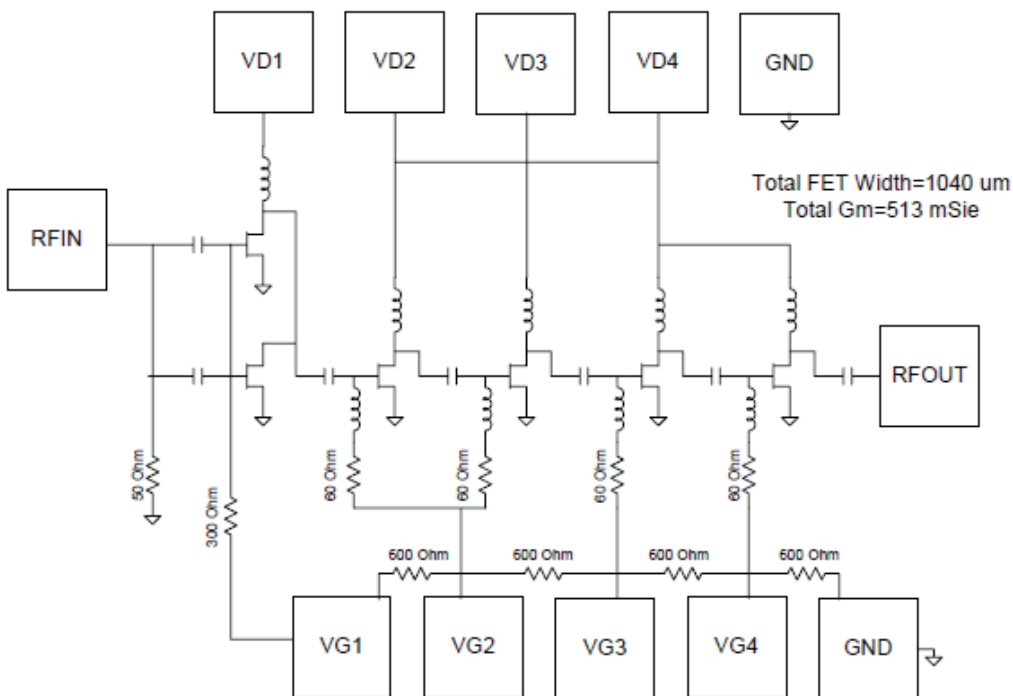 VD1
VD2
VD3
VD4
GND
Total FET Width=1040 um
Total Gm=513 mSie
RFIN
RFOUT
50 Ohm
300 Ohm
60 Ohm
60 Ohm
60 Ohm
60 Ohm
600 Ohm
600 Ohm
600 Ohm
600 Ohm
VG1
VG2
VG3
VG4
GND